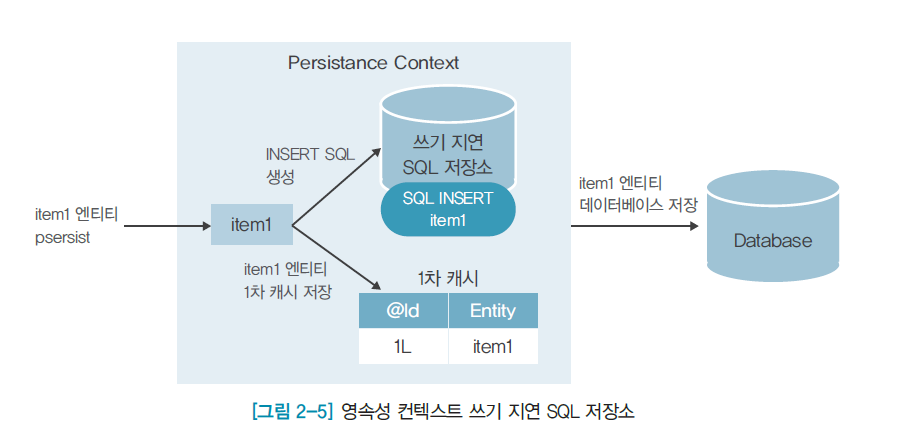 Persistance Context
쓰기 지연
SQL 저장소
INSERT SQL
생성
SQL INSERT
item1
item1 엔티티
psersist
item1
item1 엔티티
데이터베이스 저장
Database
item1 엔티티
1차 캐시 저장
1차 캐시
@Id Entity
1L item1
[그림 2-5] 영속성 컨텍스트 쓰기 지연 SQL 저장소